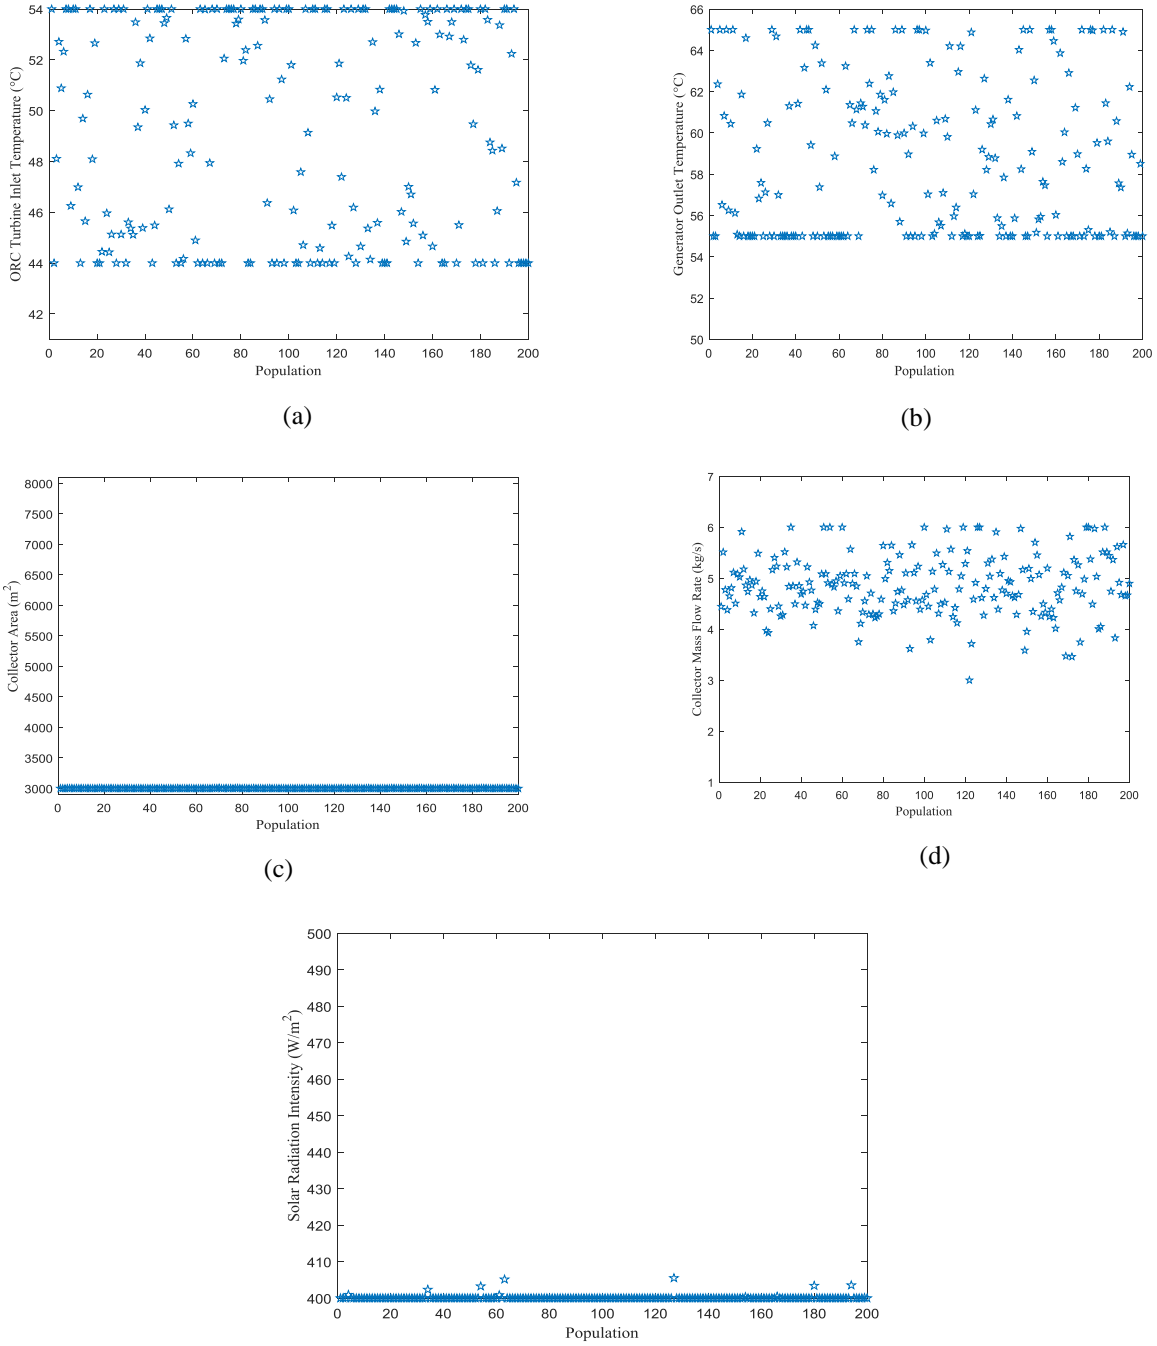 54
52
50
48
46
44
42
ORC Turbine Inlet Temperature (°C)
0 20 40 60 80 100 120 140 160 180 200
Population
(a)
66
64
62
60
58
56
54
52
50
Generator Outlet Temperature (°C)
0 20 40 60 80 100 120 140 160 180 200
Population
(b)
8000
7500
7000
6500
6000
5500
5000
4500
4000
3500
3000
Collector Area (m²)
0 20 40 60 80 100 120 140 160 180 200
Population
(c)
7
6
5
4
3
2
1
Collector Mass Flow Rate (kg/s)
0 20 40 60 80 100 120 140 160 180 200
Population
(d)
500
490
480
470
460
450
440
430
420
410
400
Solar Radiation Intensity (W/m²)
0 20 40 60 80 100 120 140 160 180 200
Population